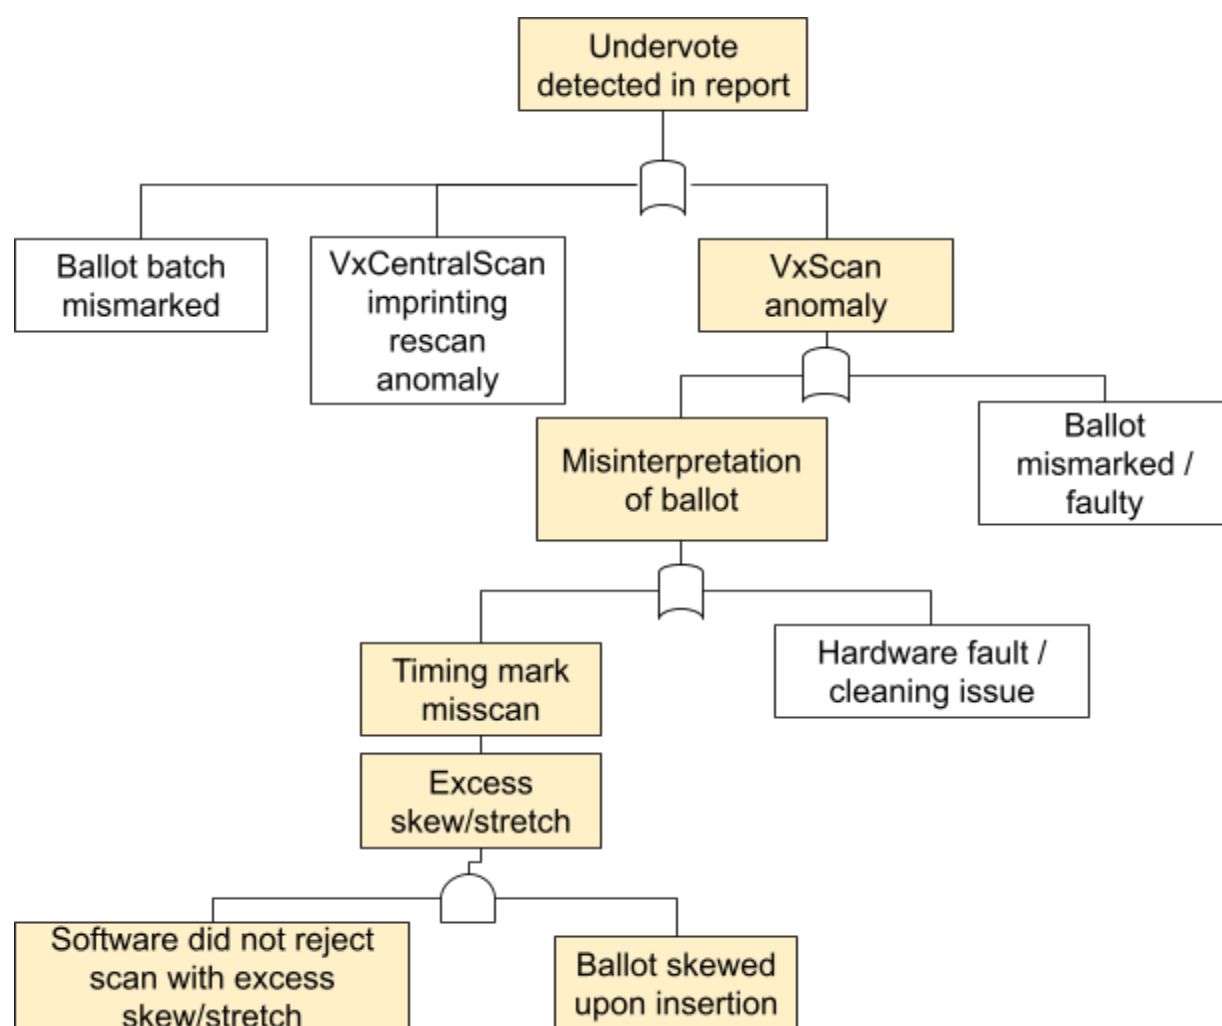 Undervote
detected in report
Ballot batch
mismarked
VxCentralScan
imprinting
rescan
anomaly
VxScan
anomaly
Misinterpretation
of ballot
Ballot
mismarked /
faulty
Timing mark
misscan
Hardware fault /
cleaning issue
Excess
skew/stretch
Software did not reject
scan with excess
skew/stretch
Ballot skewed
upon insertion